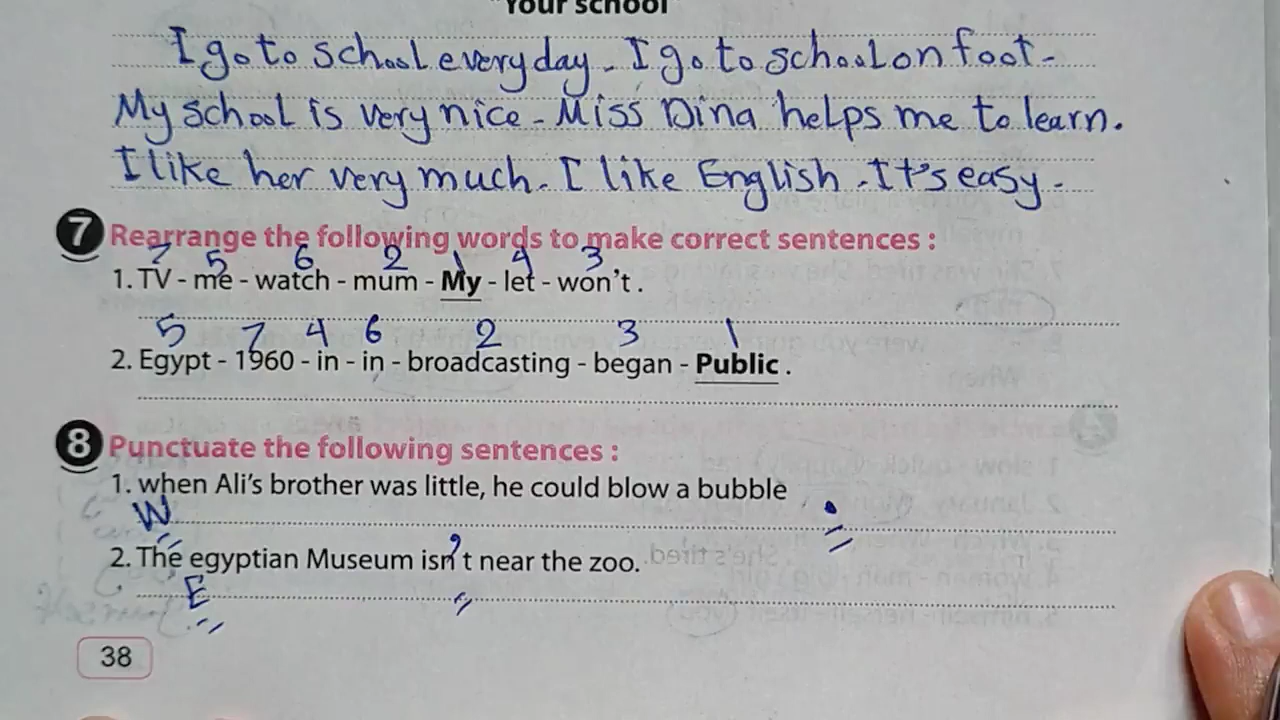 "Your school"
I go to school every day. I go to school on foot.
My school is very nice. Miss Dina helps me to learn.
I like her very much. I like English. It's easy.
7 Rearrange the following words to make correct sentences :
7 5 6 2 1 4 3
1. TV - me - watch - mum - My - let - won't .
5 7 4 6 2 3 1
2. Egypt - 1960 - in - in - broadcasting - began - Public .
8 Punctuate the following sentences :
1. when Ali's brother was little, he could blow a bubble
W .
2. The egyptian Museum isn't near the zoo.
E
38